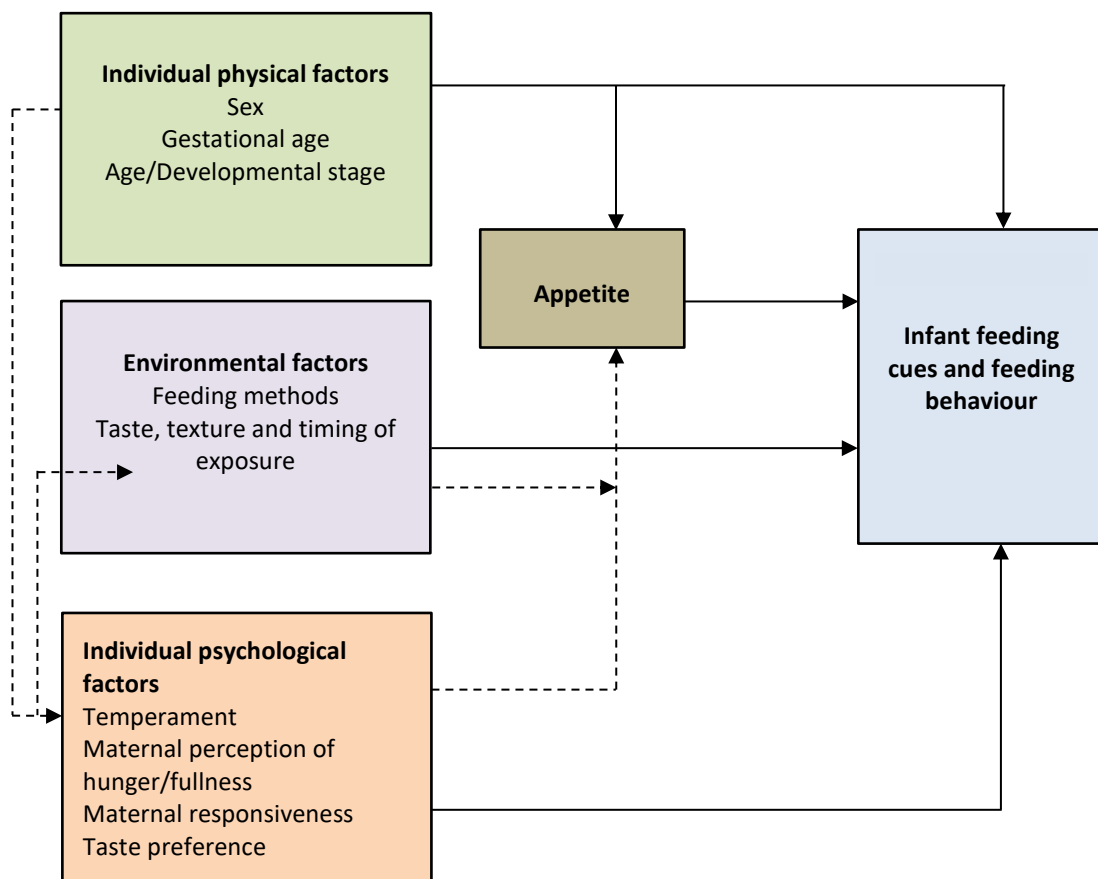 Individual physical factors
Sex
Gestational age
Age/Developmental stage
Appetite
Environmental factors
Feeding methods
Taste, texture and timing of
exposure
Infant feeding
cues and feeding
behaviour
Individual psychological
factors
Temperament
Maternal perception of
hunger/fullness
Maternal responsiveness
Taste preference